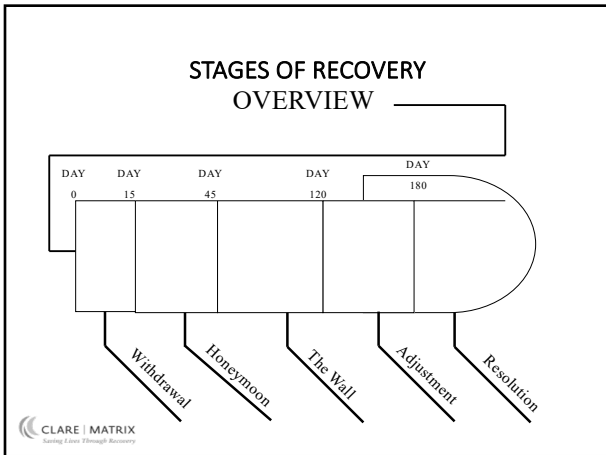 STAGES OF RECOVERY
OVERVIEW
DAY DAY DAY DAY DAY
0 15 45 120 180
Withdrawal
Honeymoon
The Wall
Adjustment
Resolution
CLARE | MATRIX
Saving Lives Through Recovery